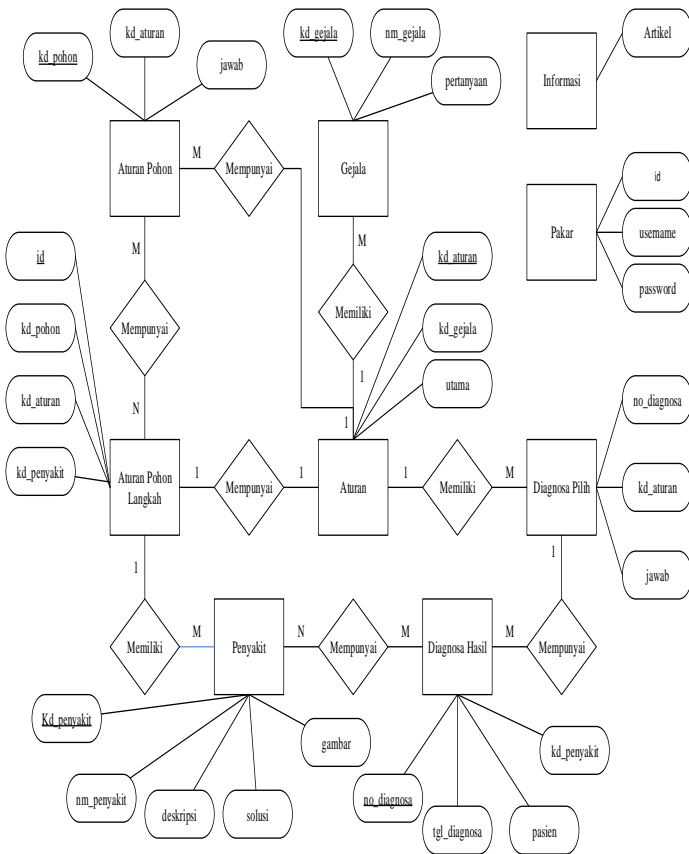 kd_aturan
kd_gejala
nm_gejala
Artikel
kd_pohon
jawab
pertanyaan
Informasi
Aturan Pohon
M
Mempunyai
Gejala
id
Pakar
username
password
M
M
id
kd_aturan
Mempunyai
Memiliki
kd_pohon
kd_gejala
1
utama
no_diagnosa
kd_aturan
N
1
kd_penyakit
Aturan Pohon
Langkah
1
Mempunyai
1
Aturan
1
Memiliki
M
Diagnosa Pilih
kd_aturan
1
1
jawab
Memiliki
M
Penyakit
N
Mempunyai
M
Diagnosa Hasil
M
Mempunyai
Kd_penyakit
gambar
kd_penyakit
nm_penyakit
deskripsi
solusi
no_diagnosa
tgl_diagnosa
pasien